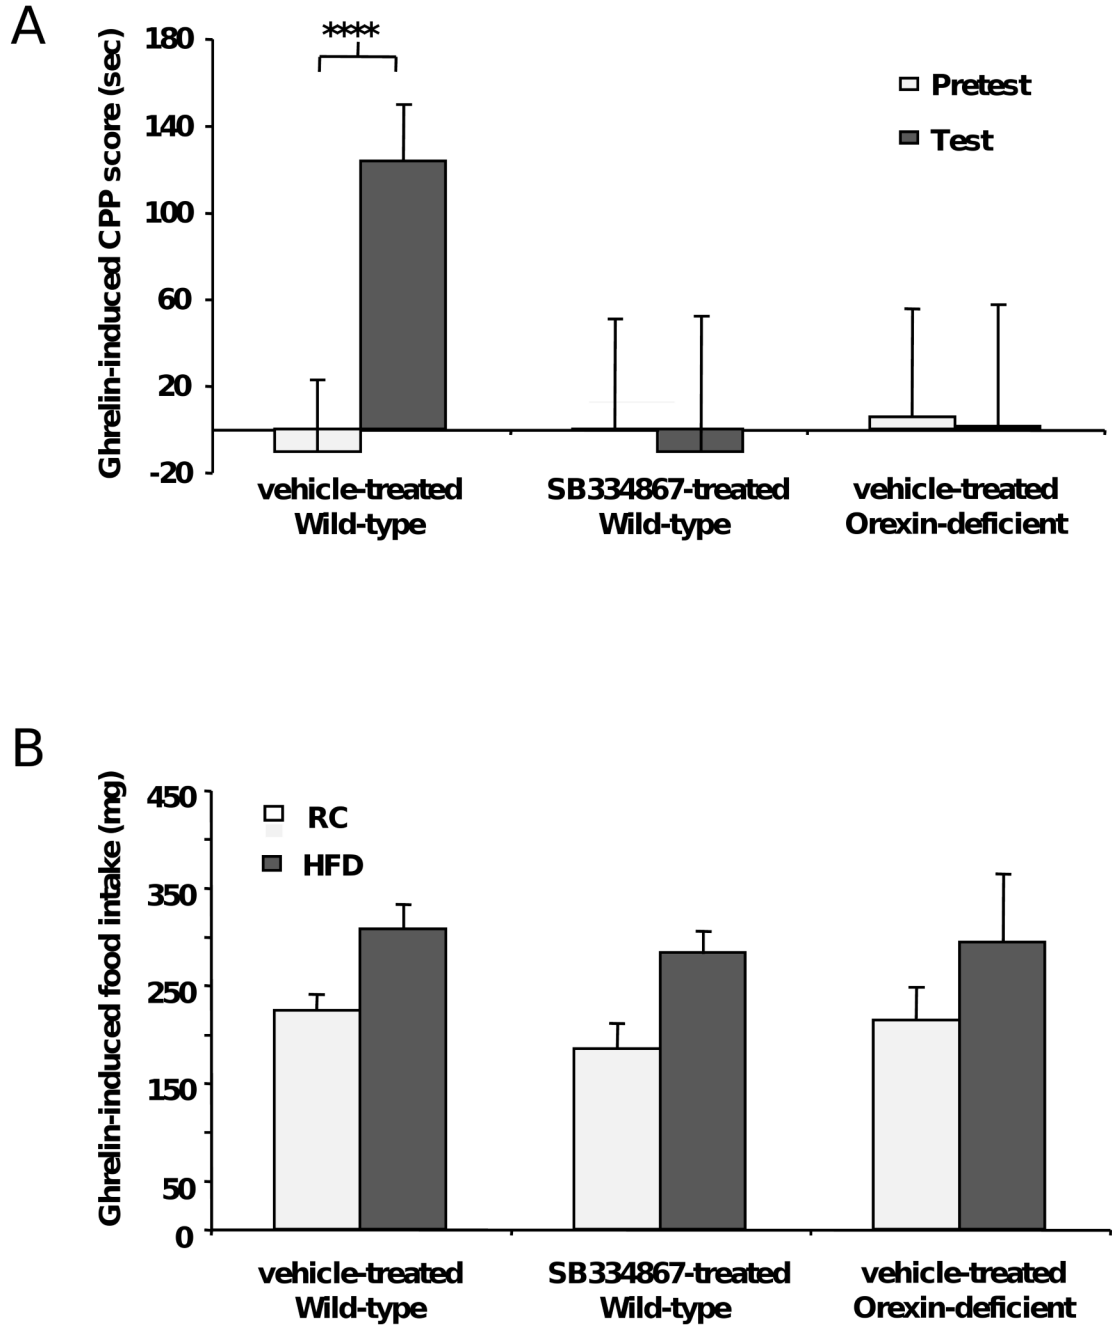 A
Ghrelin-induced CPP score (sec)
180
140
100
60
20
-20
****
Pretest
Test
vehicle-treated
Wild-type
SB334867-treated
Wild-type
vehicle-treated
Orexin-deficient
B
Ghrelin-induced food intake (mg)
450
350
250
150
50
0
RC
HFD
vehicle-treated
Wild-type
SB334867-treated
Wild-type
vehicle-treated
Orexin-deficient